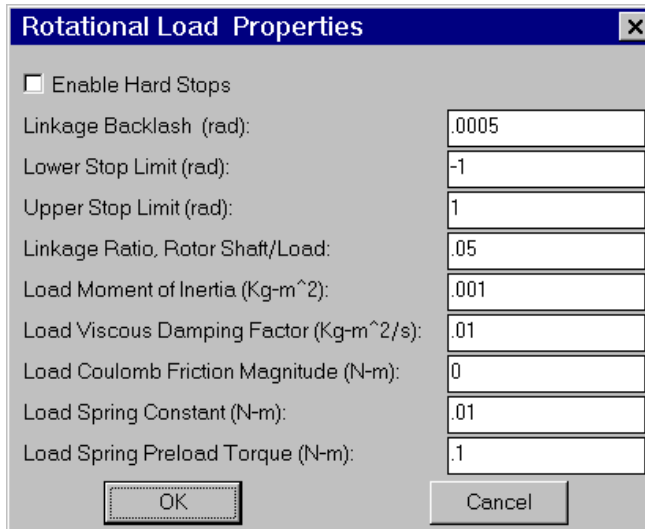 Rotational Load Properties
Enable Hard Stops
Linkage Backlash (rad): .0005
Lower Stop Limit (rad): -1
Upper Stop Limit (rad): 1
Linkage Ratio, Rotor Shaft/Load: .05
Load Moment of Inertia (Kg-m^2): .001
Load Viscous Damping Factor (Kg-m^2/s): .01
Load Coulomb Friction Magnitude (N-m): 0
Load Spring Constant (N-m): .01
Load Spring Preload Torque (N-m): .1
OK Cancel